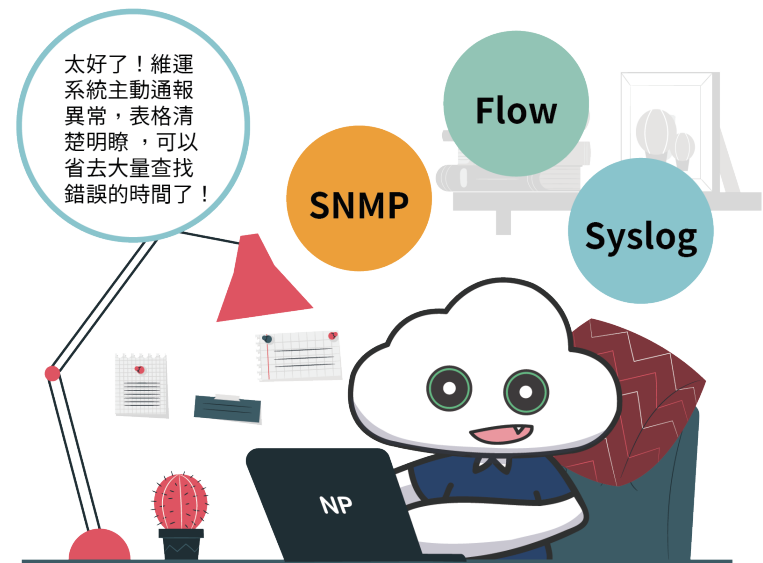 太好了！維運
系統主動通報
異常，表格清
楚明瞭 ，可以
省去大量查找
錯誤的時間了！
Flow
SNMP
Syslog
NP